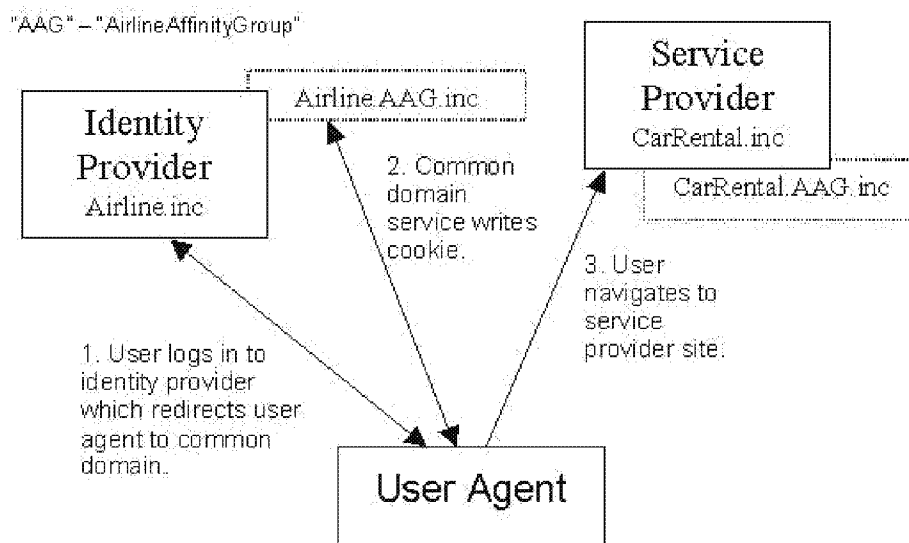 "AAG" – "AirlineAffinityGroup"
Identity
Provider
Airline.inc
Airline.AAG.inc
Service
Provider
CarRental.inc
CarRental.AAG.inc
2. Common
domain
service writes
cookie.
3. User
navigates to
service
provider site.
1. User logs in to
identity provider
which redirects user
agent to common
domain.
User Agent